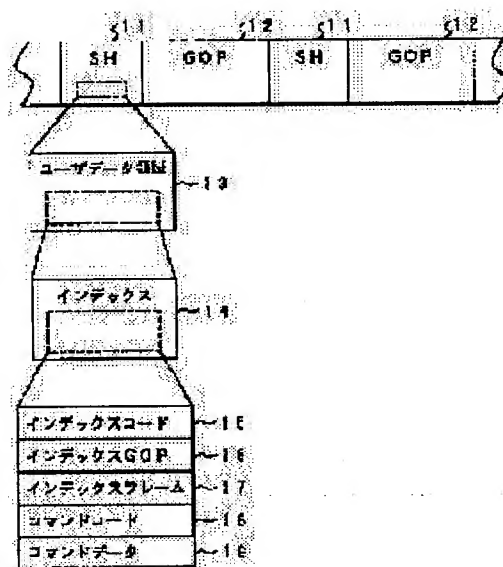 11 12 11 12
SH GOP SH GOP
ユーザデータ領域
13
インデックス
14
インデックスコード 15
インデックスGOP 16
インデックスフレーム 17
コマンドコード 18
コマンドデータ 19